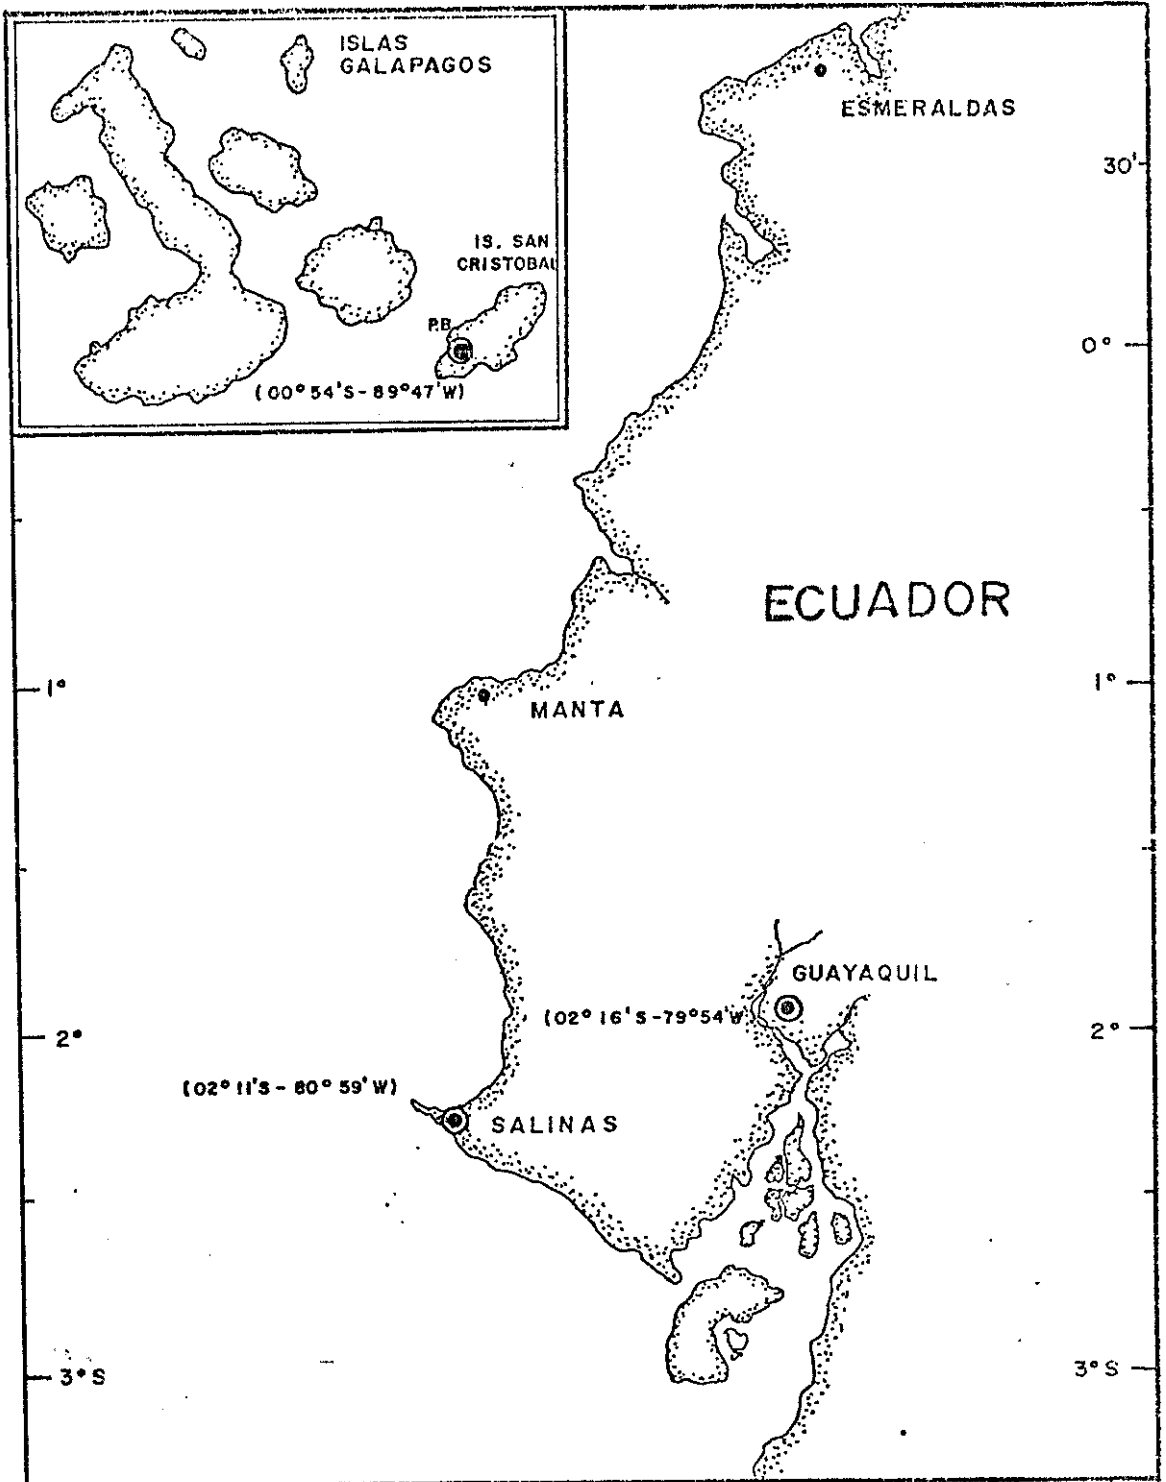 ISLAS
GALAPAGOS
IS. SAN
CRISTOBAL
P.B.
(00° 54'S - 89° 47'W)
ESMERALDAS
30'
0°
ECUADOR
1°
1°
MANTA
GUAYAQUIL
(02° 16'S - 79° 54'W
2°
2°
(02° 11'S - 80° 59' W)
SALINAS
3° S
3° S